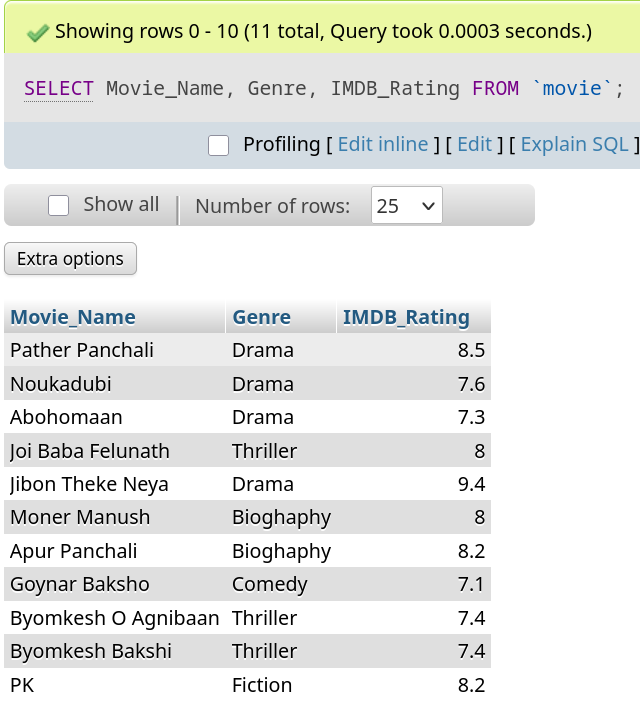 Showing rows 0 - 10 (11 total, Query took 0.0003 seconds.)
SELECT Movie_Name, Genre, IMDB_Rating FROM `movie`;
Profiling [ Edit inline ] [ Edit ] [ Explain SQL ]
Show all Number of rows: 25
Extra options
Movie_Name Genre IMDB_Rating
Pather Panchali Drama 8.5
Noukadubi Drama 7.6
Abohomaan Drama 7.3
Joi Baba Felunath Thriller 8
Jibon Theke Neya Drama 9.4
Moner Manush Bioghaphy 8
Apur Panchali Bioghaphy 8.2
Goynar Baksho Comedy 7.1
Byomkesh O Agnibaan Thriller 7.4
Byomkesh Bakshi Thriller 7.4
PK Fiction 8.2